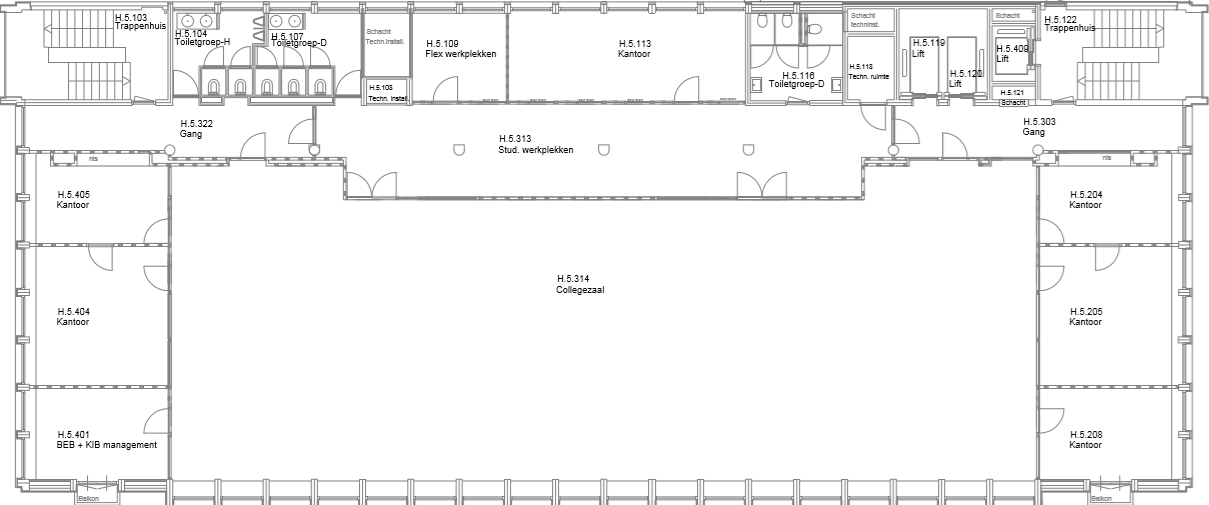 H.5.103
Trappenhuis
H.5.104
Toiletgroep-H
H.5.107
Toiletgroep-D
Schacht
Techn.install.
H.5.108
Techn. install.
H.5.109
Flex werkplekken
H.5.113
Kantoor
H.5.116
Toiletgroep-D
Schacht
techn.inst.
H.5.118
Techn. ruimte
H.5.119
Lift
H.5.120
Lift
Schacht
H.5.409
Lift
H.5.121
Schacht
H.5.122
Trappenhuis
H.5.322
Gang
H.5.313
Stud. werkplekken
H.5.303
Gang
nis
nis
H.5.405
Kantoor
H.5.204
Kantoor
H.5.314
Collegezaal
H.5.404
Kantoor
H.5.205
Kantoor
H.5.401
BEB + KIB management
H.5.208
Kantoor
Balkon
Balkon